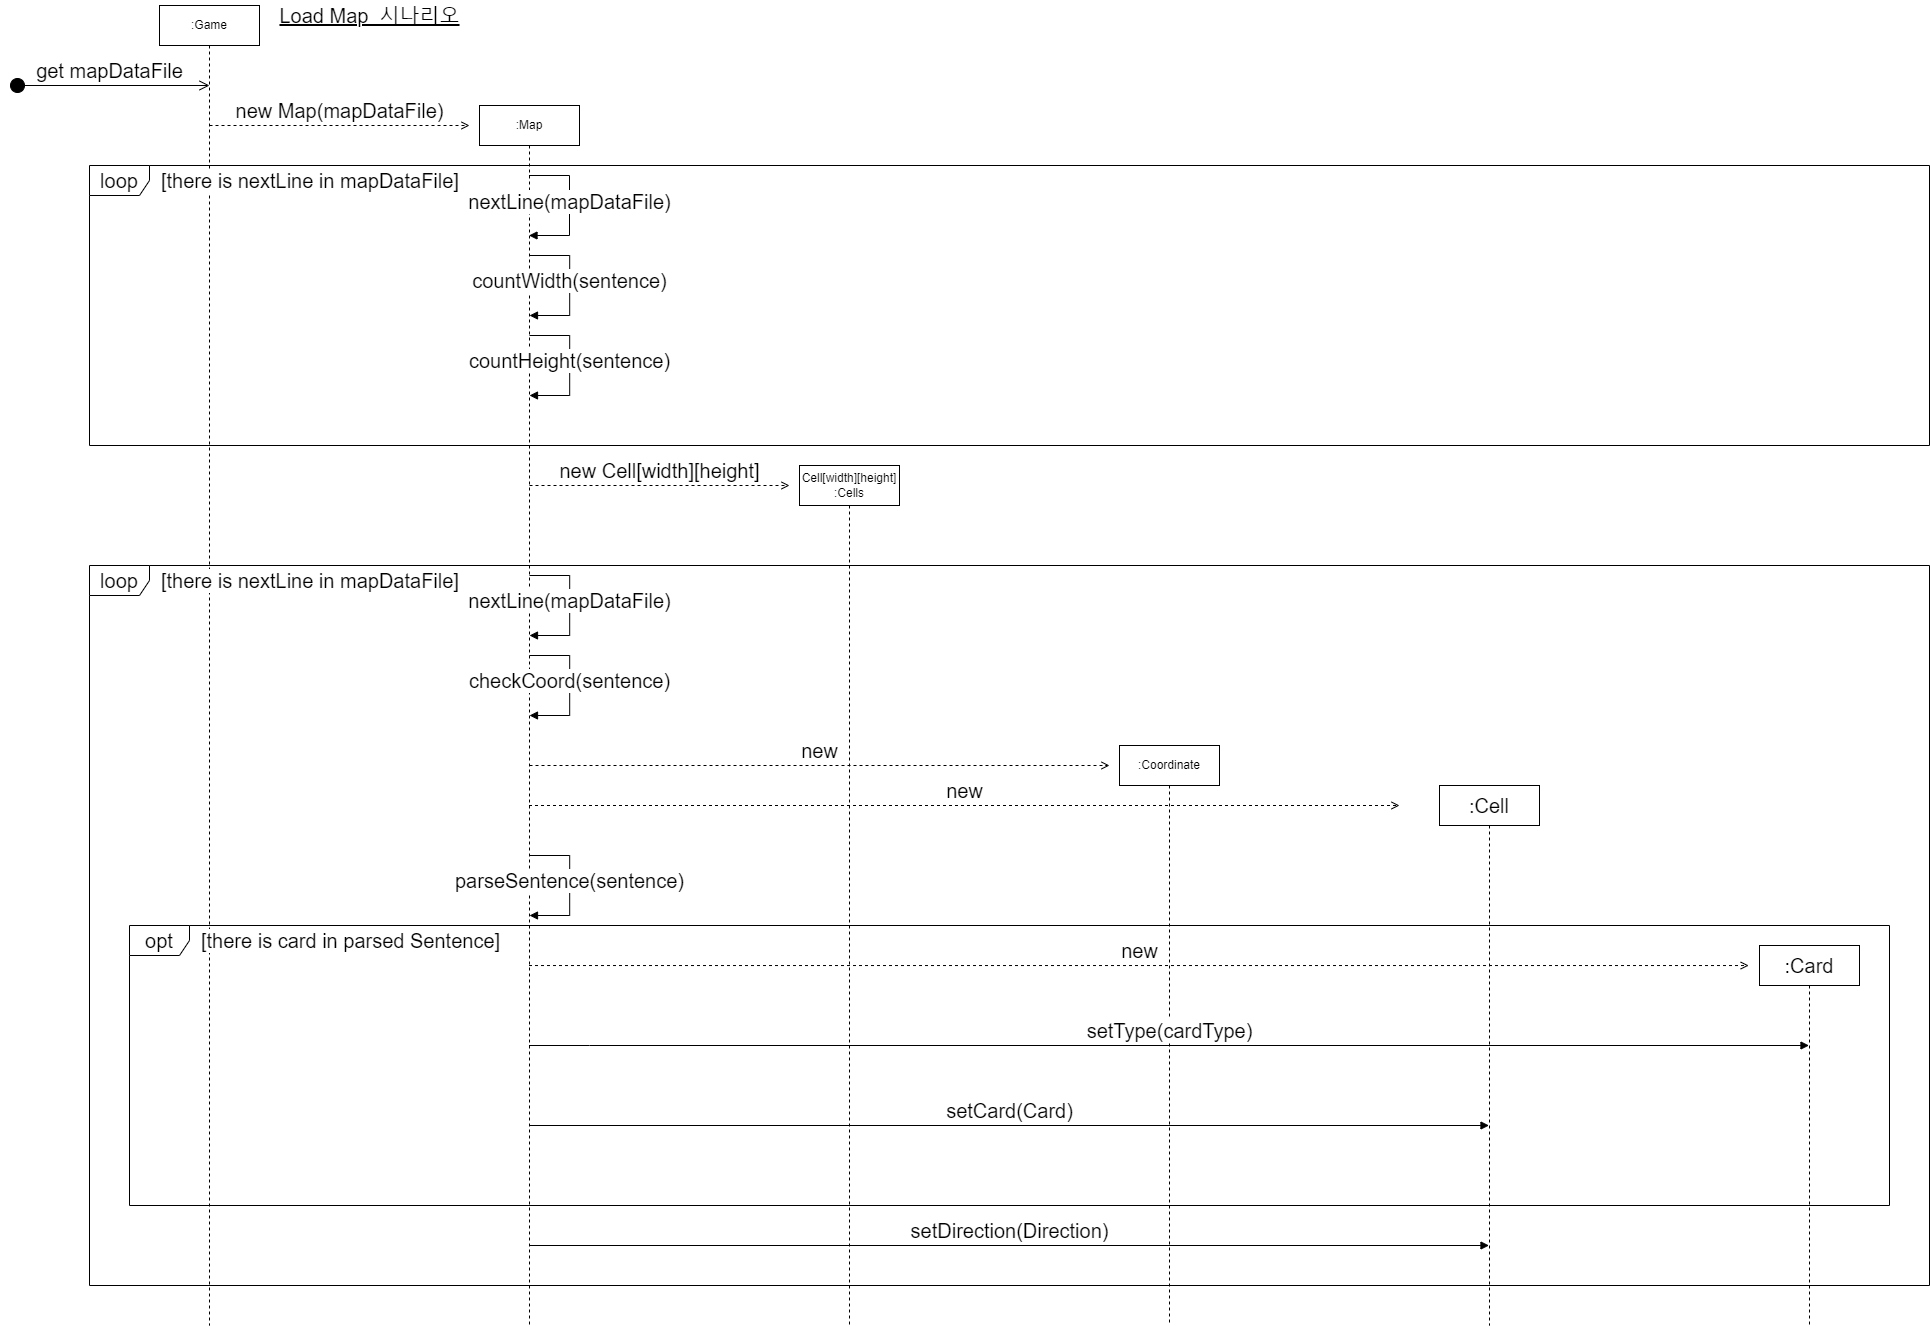 :Game
Load Map 시나리오
get mapDataFile
new Map(mapDataFile)
:Map
loop
[there is nextLine in mapDataFile]
nextLine(mapDataFile)
countWidth(sentence)
countHeight(sentence)
new Cell[width][height]
Cell[width][height]
:Cells
loop
[there is nextLine in mapDataFile]
nextLine(mapDataFile)
checkCoord(sentence)
new
:Coordinate
new
:Cell
parseSentence(sentence)
opt
[there is card in parsed Sentence]
new
:Card
setType(cardType)
setCard(Card)
setDirection(Direction)